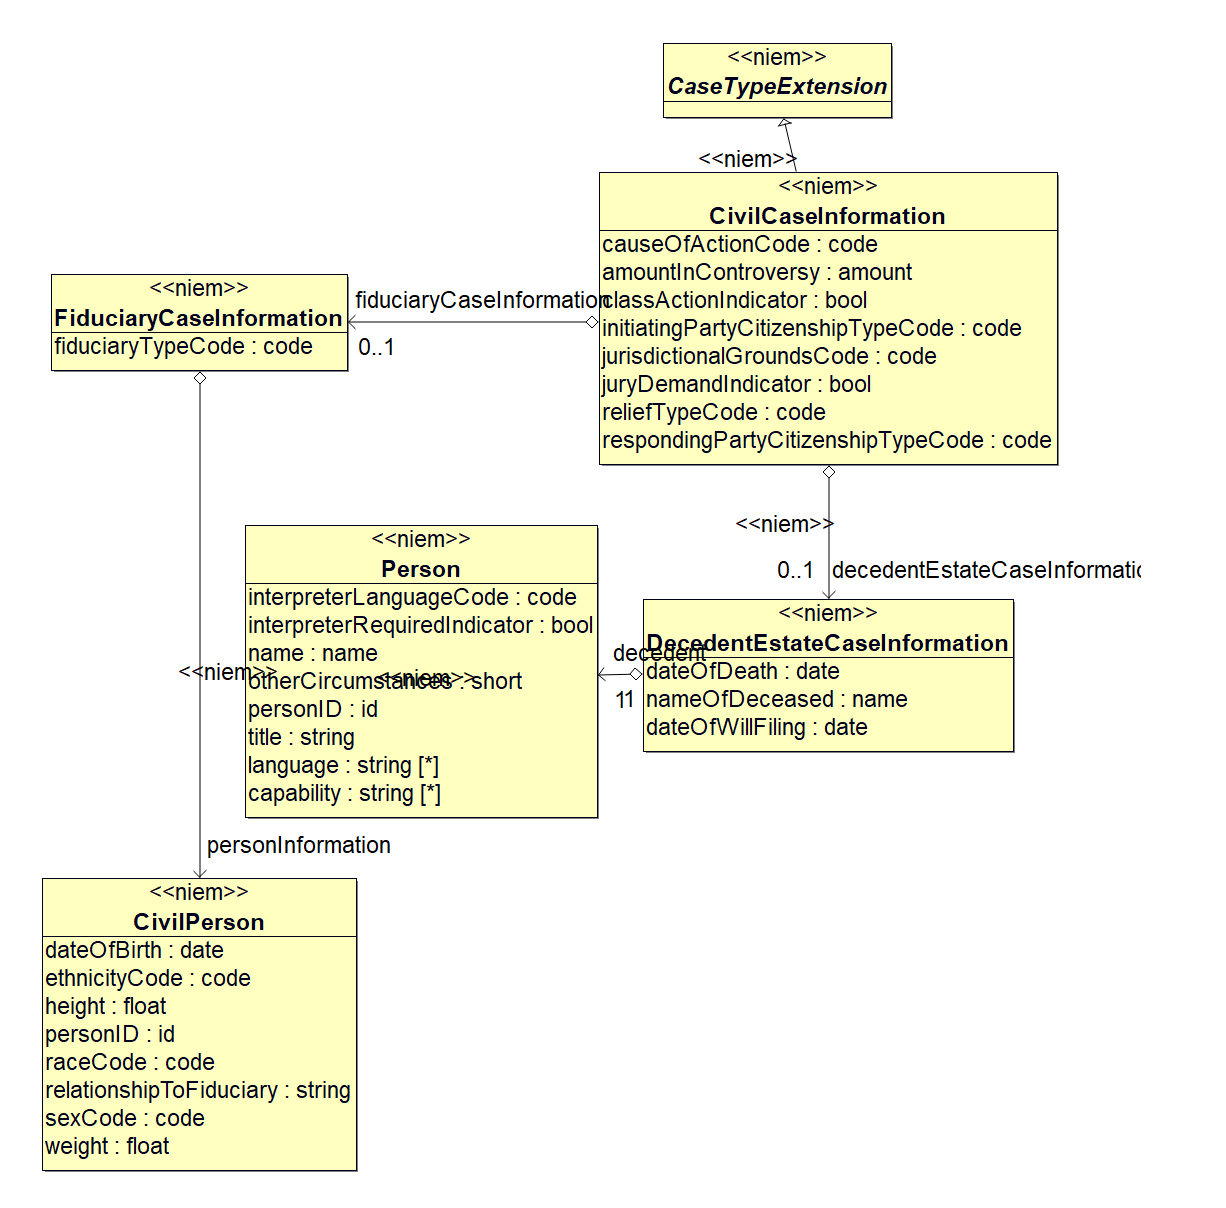 <<niem>>
CaseTypeExtension
<<niem>>
<<niem>>
CivilCaseInformation
causeOfActionCode : code
amountInControversy : amount
classActionIndicator : bool
initiatingPartyCitizenshipTypeCode : code
jurisdictionalGroundsCode : code
juryDemandIndicator : bool
reliefTypeCode : code
respondingPartyCitizenshipTypeCode : code
fiduciaryCaseInformation
0..1
<<niem>>
FiduciaryCaseInformation
fiduciaryTypeCode : code
<<niem>>
0..1
decedentEstateCaseInformatic
<<niem>>
Person
interpreterLanguageCode : code
interpreterRequiredIndicator : bool
name : name
otherCircumstances : short
personID : id
title : string
language : string [*]
capability : string [*]
<<niem>>
<<niem>>
decedent
11
<<niem>>
DecedentEstateCaseInformation
dateOfDeath : date
nameOfDeceased : name
dateOfWillFiling : date
personInformation
<<niem>>
CivilPerson
dateOfBirth : date
ethnicityCode : code
height : float
personID : id
raceCode : code
relationshipToFiduciary : string
sexCode : code
weight : float